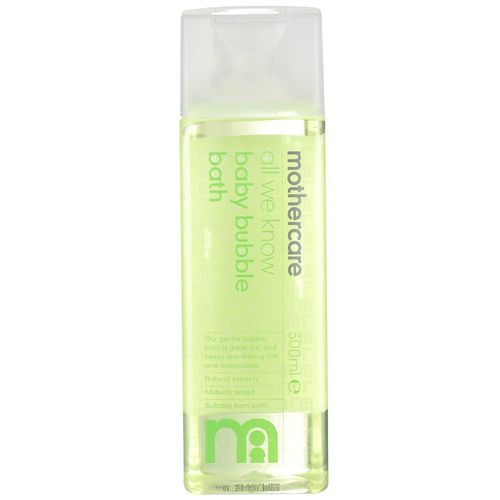 mothercare
all we know
baby bubble
bath
300ml e
Our gentle bubble
bath is great fun and
keeps skin feeling soft
and moisturised
Natural extracts
Midwife tested
Suitable from birth
m